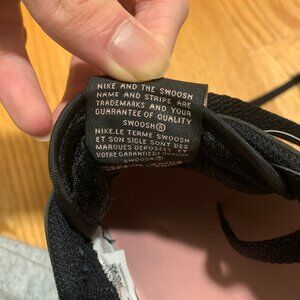 NIKE AND THE SWOOSH
NAME AND STRIPE ARE
TRADEMARKS AND YOUR
GUARANTEE OF QUALITY
SWOOSH®
NIKE,LE TERME SWOOSH
ET SON SIGLE SONT DES
MARQUES DEPOSEES ET
VOTRE GARANTIE DE QUALITE
SWOOSH